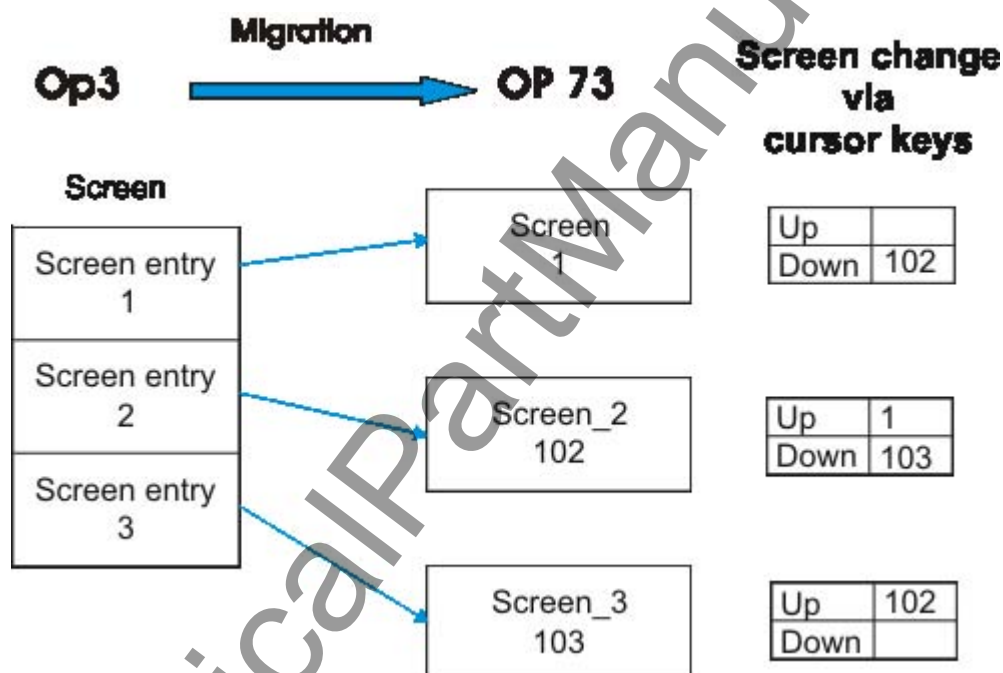 Migration
Op3
OP 73
Screen change
via
cursor keys
Screen
Screen entry
1
Screen entry
2
Screen entry
3
Screen
1
Screen_2
102
Screen_3
103
Up
Down 102
Up 1
Down 103
Up 102
Down